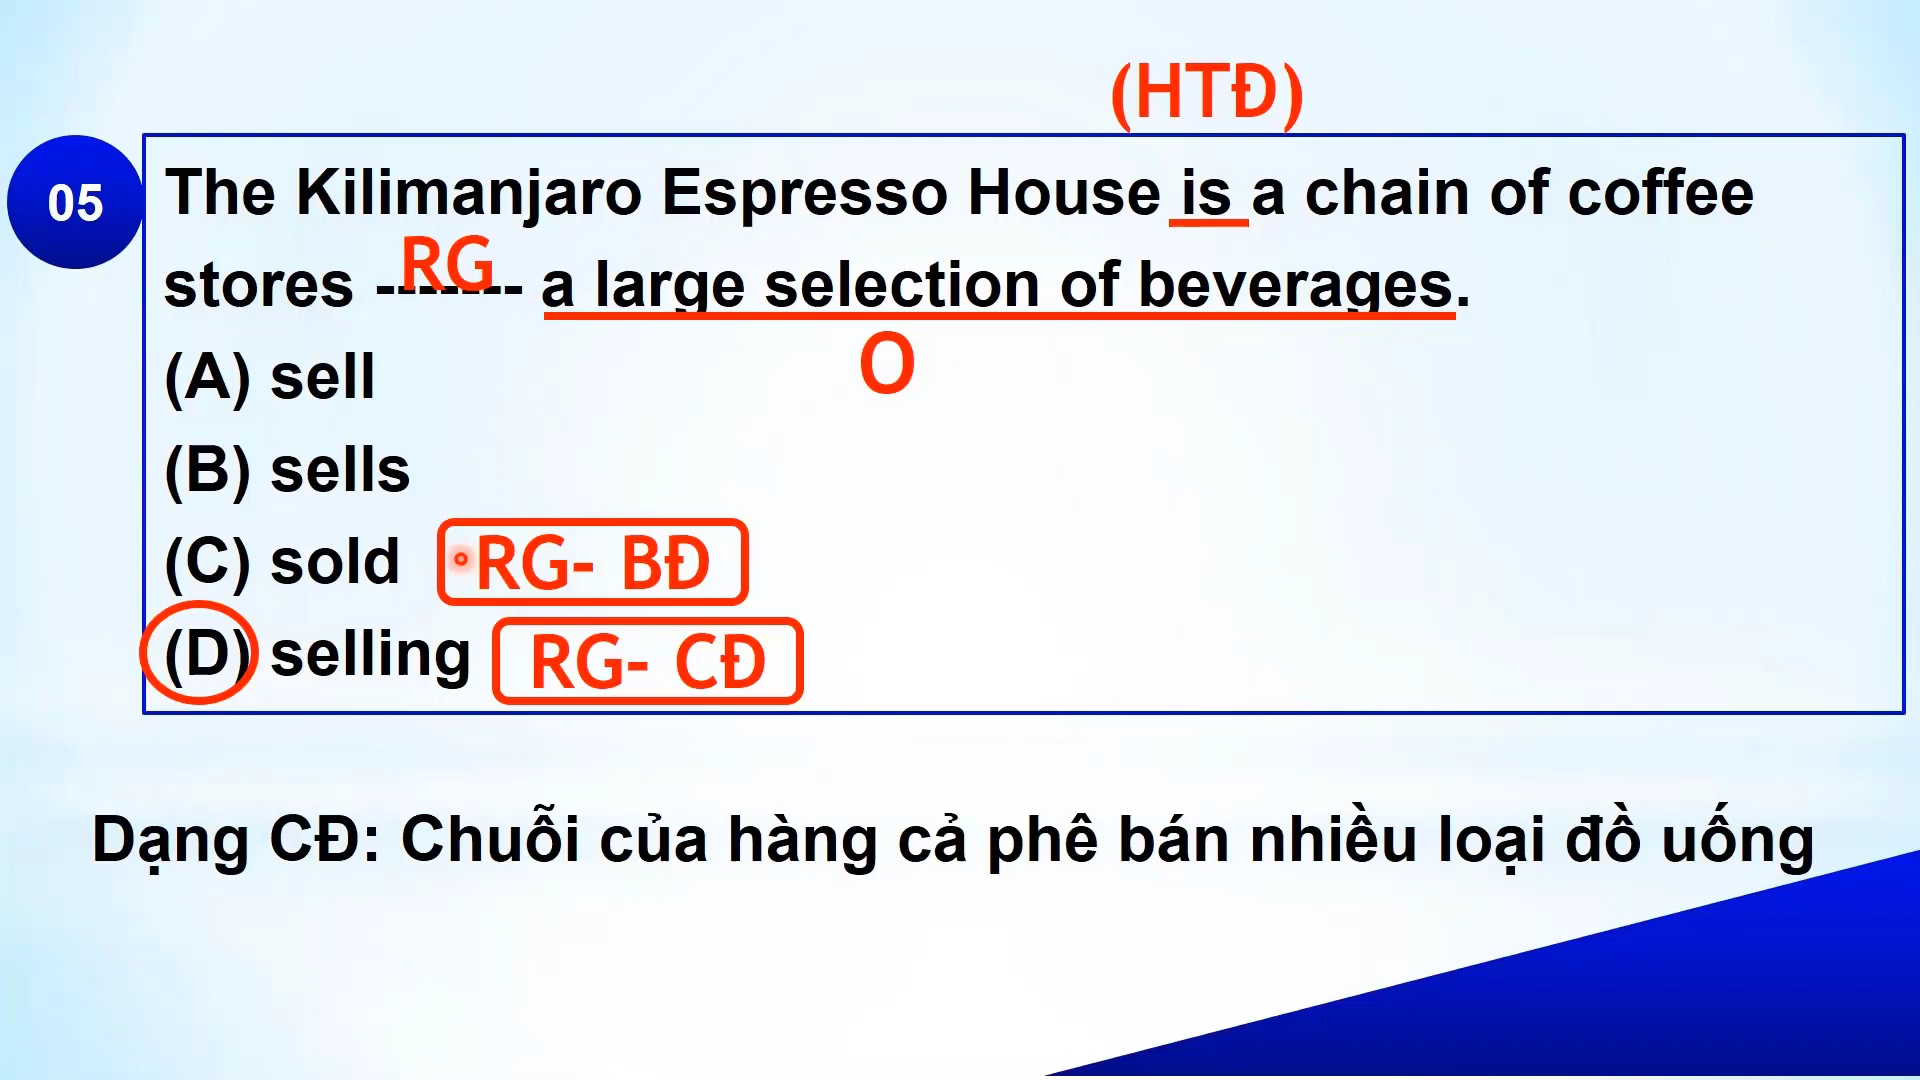 (HTĐ)
05
The Kilimanjaro Espresso House is a chain of coffee
RG
stores ------- a large selection of beverages.
O
(A) sell
(B) sells
(C) sold RG- BĐ
(D) selling RG- CĐ
Dạng CĐ: Chuỗi của hàng cả phê bán nhiều loại đồ uống